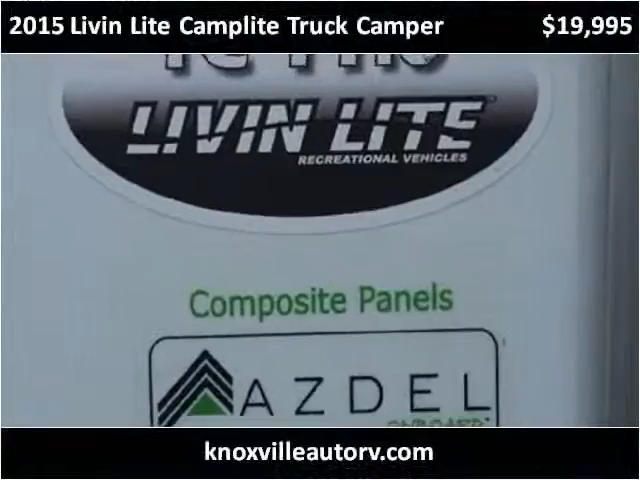 2015 Livin Lite Camplite Truck Camper $19,995
LIVIN LITE
RECREATIONAL VEHICLES
Composite Panels
AZDEL
knoxvilleautorv.com